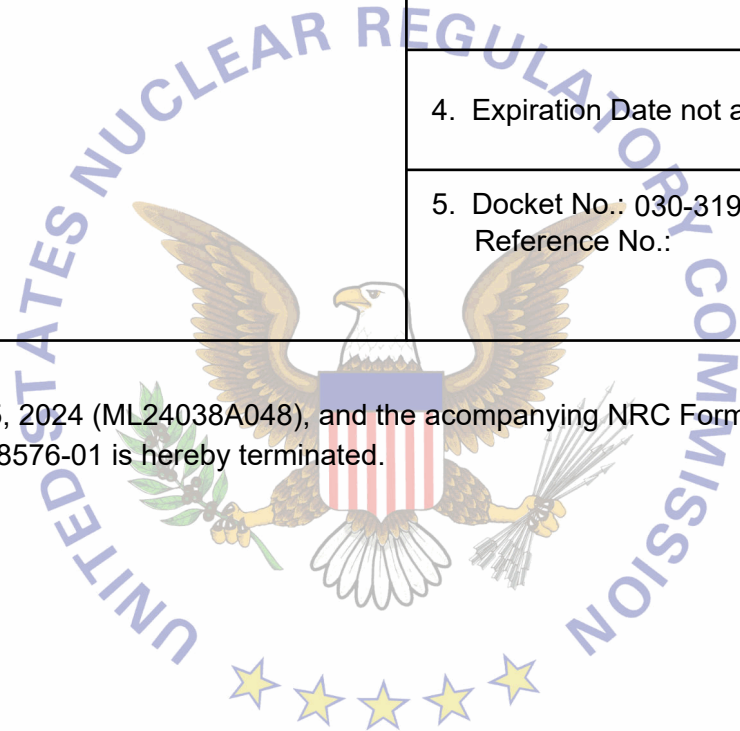 UNITED STATES NUCLEAR REGULATORY COMMISSION
4. Expiration Date not a
5. Docket No.: 030-319
Reference No.:
, 2024 (ML24038A048), and the acompanying NRC Form
8576-01 is hereby terminated.